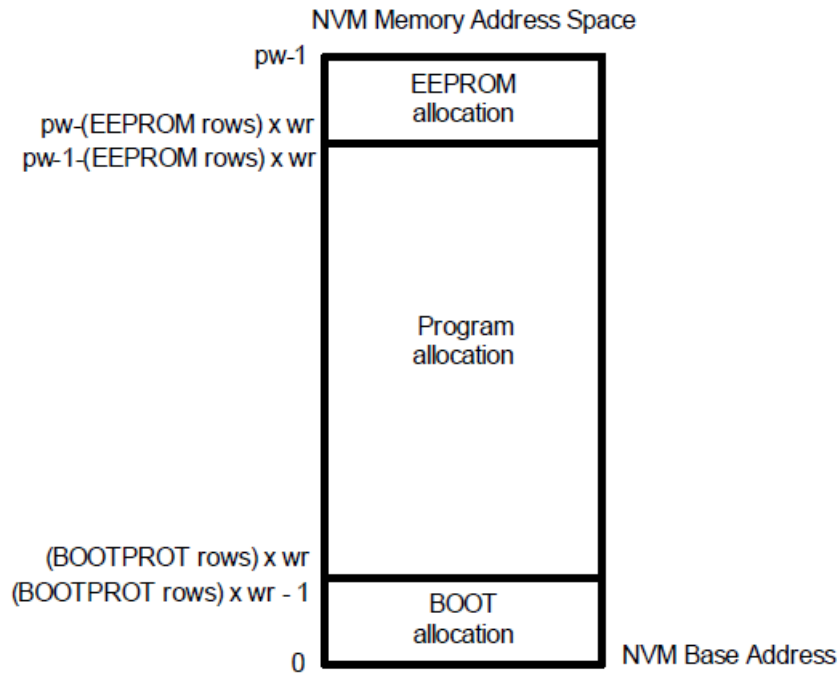 NVM Memory Address Space
pw-1
EEPROM
allocation
pw-(EEPROM rows) x wr
pw-1-(EEPROM rows) x wr
Program
allocation
(BOOTPROT rows) x wr
(BOOTPROT rows) x wr - 1
BOOT
allocation
0
NVM Base Address